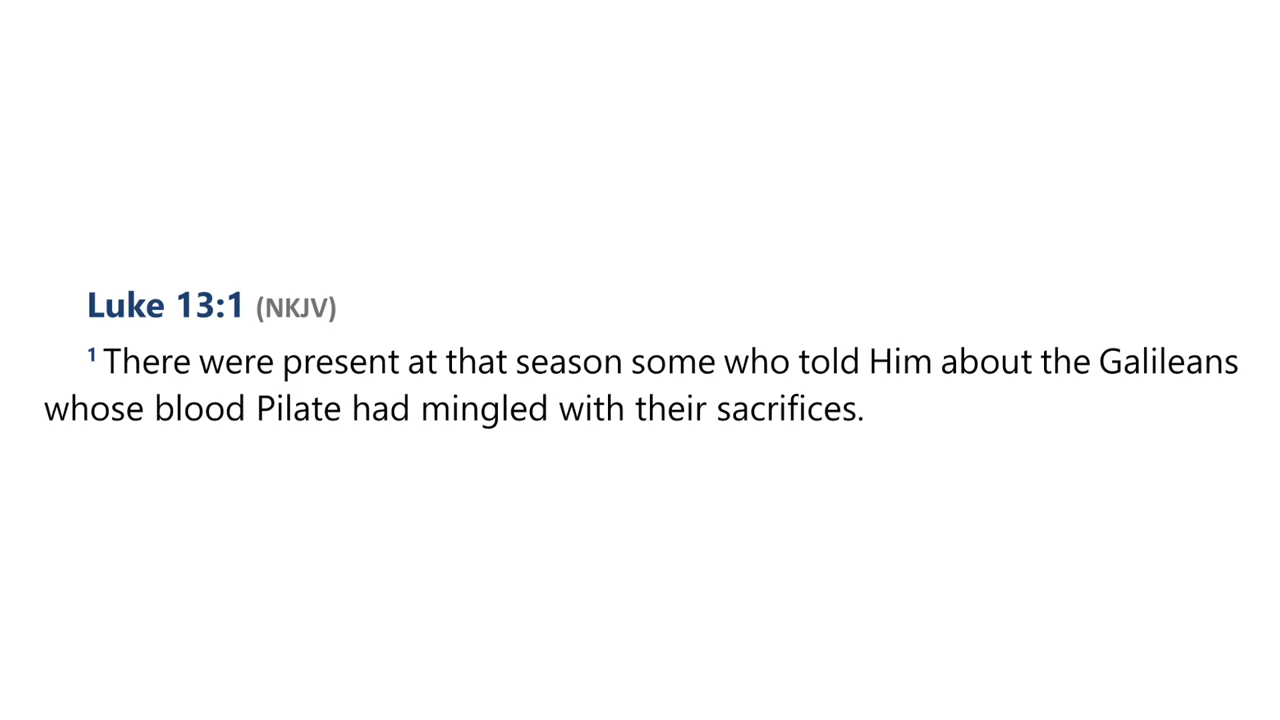 Luke 13:1 (NKJV)
1 There were present at that season some who told Him about the Galileans
whose blood Pilate had mingled with their sacrifices.